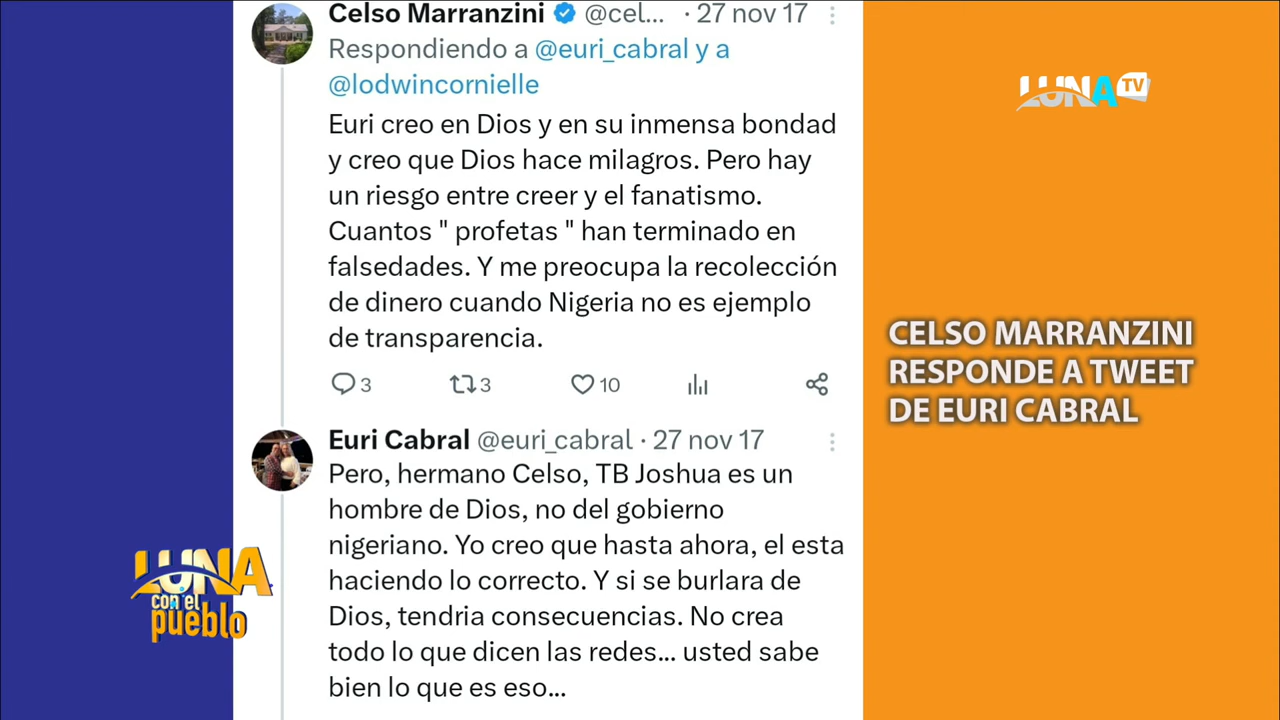 Celso Marranzini @cel... · 27 nov 17
Respondiendo a @euri_cabral y a
@lodwincornielle
Euri creo en Dios y en su inmensa bondad
y creo que Dios hace milagros. Pero hay
un riesgo entre creer y el fanatismo.
Cuantos " profetas " han terminado en
falsedades. Y me preocupa la recolección
de dinero cuando Nigeria no es ejemplo
de transparencia.
3 3 10
Euri Cabral @euri_cabral · 27 nov 17
Pero, hermano Celso, TB Joshua es un
hombre de Dios, no del gobierno
nigeriano. Yo creo que hasta ahora, el esta
haciendo lo correcto. Y si se burlara de
Dios, tendria consecuencias. No crea
todo lo que dicen las redes... usted sabe
bien lo que es eso...
LUNA TV
CELSO MARRANZINI
RESPONDE A TWEET
DE EURI CABRAL
LUNA
con el
pueblo